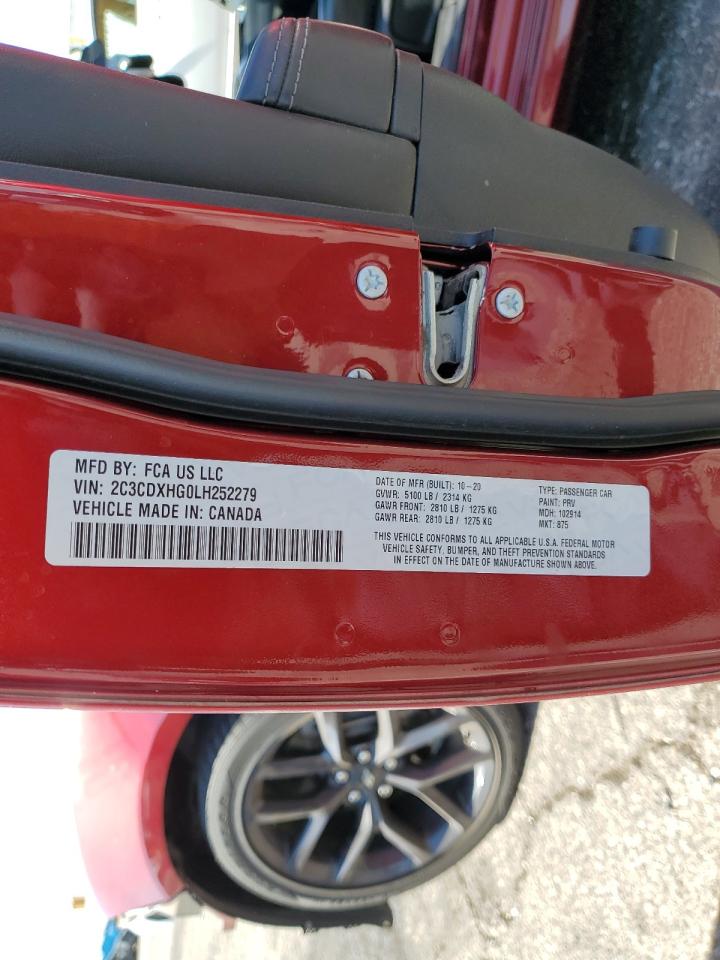 MFD BY: FCA US LLC
VIN: 2C3CDXHG0LH252279
VEHICLE MADE IN: CANADA
DATE OF MFR (BUILT): 10-20
GVWR: 5100 LB / 2314 KG
GAWR FRONT: 2810 LB / 1275 KG
GAWR REAR: 2810 LB / 1275 KG
TYPE: PASSENGER CAR
PAINT: PRV
MDH: 102914
MKT: 875
THIS VEHICLE CONFORMS TO ALL APPLICABLE U.S.A. FEDERAL MOTOR
VEHICLE SAFETY, BUMPER, AND THEFT PREVENTION STANDARDS
IN EFFECT ON THE DATE OF MANUFACTURE SHOWN ABOVE.